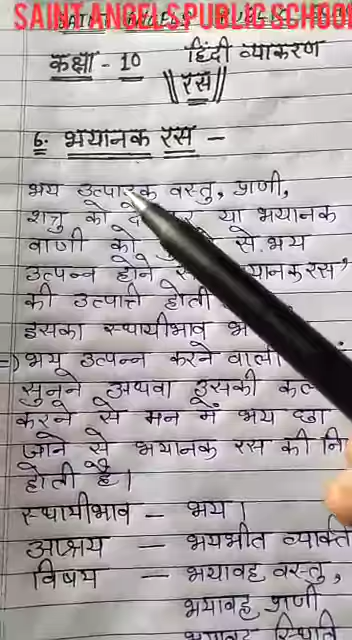 SAINT ANGELS PUBLIC SCHOOL
कक्षा - 10 हिंदी व्याकरण
||रस||
6. भयानक रस -
भय उत्पादक वस्तु, प्राणी,
शत्रु को या भयानक
वाणी को से भय
उत्पन्न होने भयानक रस'
की उत्पात्ति होती
इसका स्थायीभाव
=) भय उत्पन्न करने वाली
सुनने अथवा उसकी
करने से मन में भय छा
जाने से भयानक रस की
होती है।
स्थायीभाव - भय।
आश्रय - भयभीत व्यक्ति
विषय - भयावह वस्तु,
भयावह प्राणी